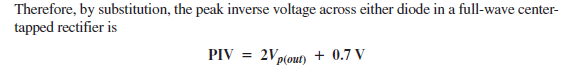 Therefore, by substitution, the peak inverse voltage across either diode in a full-wave center-
tapped rectifier is
PIV = 2Vp(out) + 0.7 V